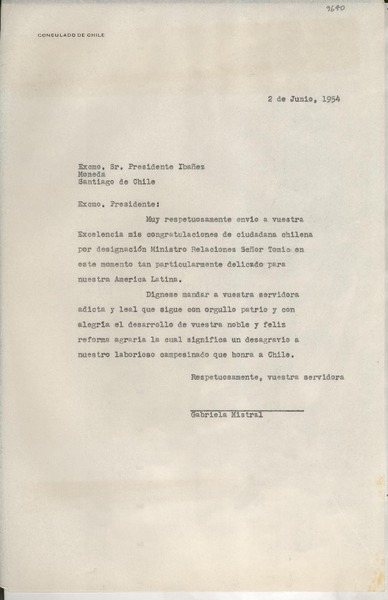 9640
CONSULADO DE CHILE
2 de Junio, 1954
Excmo. Sr. Presidente Ibañez
Moneda
Santiago de Chile
Excmo. Presidente:
Muy respetuosamente envio a vuestra
Excelencia mis congratulaciones de ciudadana chilena
por designación Ministro Relaciones Señor Tomic en
este momento tan particularmente delicado para
nuestra America Latina.
Dignese mandar a vuestra servidora
adicta y leal que sigue con orgullo patrio y con
alegria el desarrollo de vuestra noble y feliz
reforma agraria la cual significa un desagravio a
nuestro laborioso campesinado que honra a Chile.
Respetuosamente, vuestra servidora
Gabriela Mistral